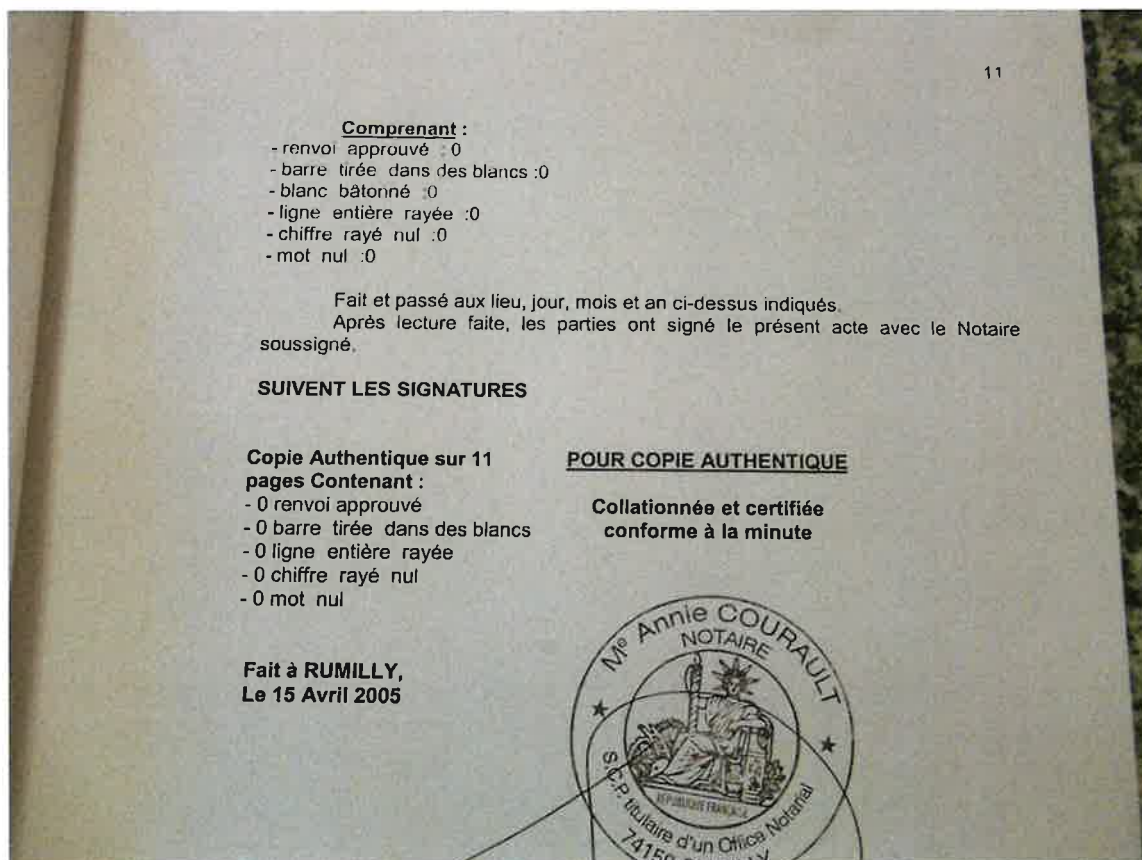 11
Comprenant :
- renvoi approuvé :0
- barre tirée dans des blancs :0
- blanc bâtonné :0
- ligne entière rayée :0
- chiffre rayé nul :0
- mot nul :0
Fait et passé aux lieu, jour, mois et an ci-dessus indiqués.
Après lecture faite, les parties ont signé le présent acte avec le Notaire
soussigné.
SUIVENT LES SIGNATURES
Copie Authentique sur 11
pages Contenant :
- 0 renvoi approuvé
- 0 barre tirée dans des blancs
- 0 ligne entière rayée
- 0 chiffre rayé nul
- 0 mot nul
Fait à RUMILLY,
Le 15 Avril 2005
POUR COPIE AUTHENTIQUE
Collationnée et certifiée
conforme à la minute
Me Annie COURAULT
NOTAIRE
REPUBLIQUE FRANCAISE
S.C.P. titulaire d'un Office Notarial